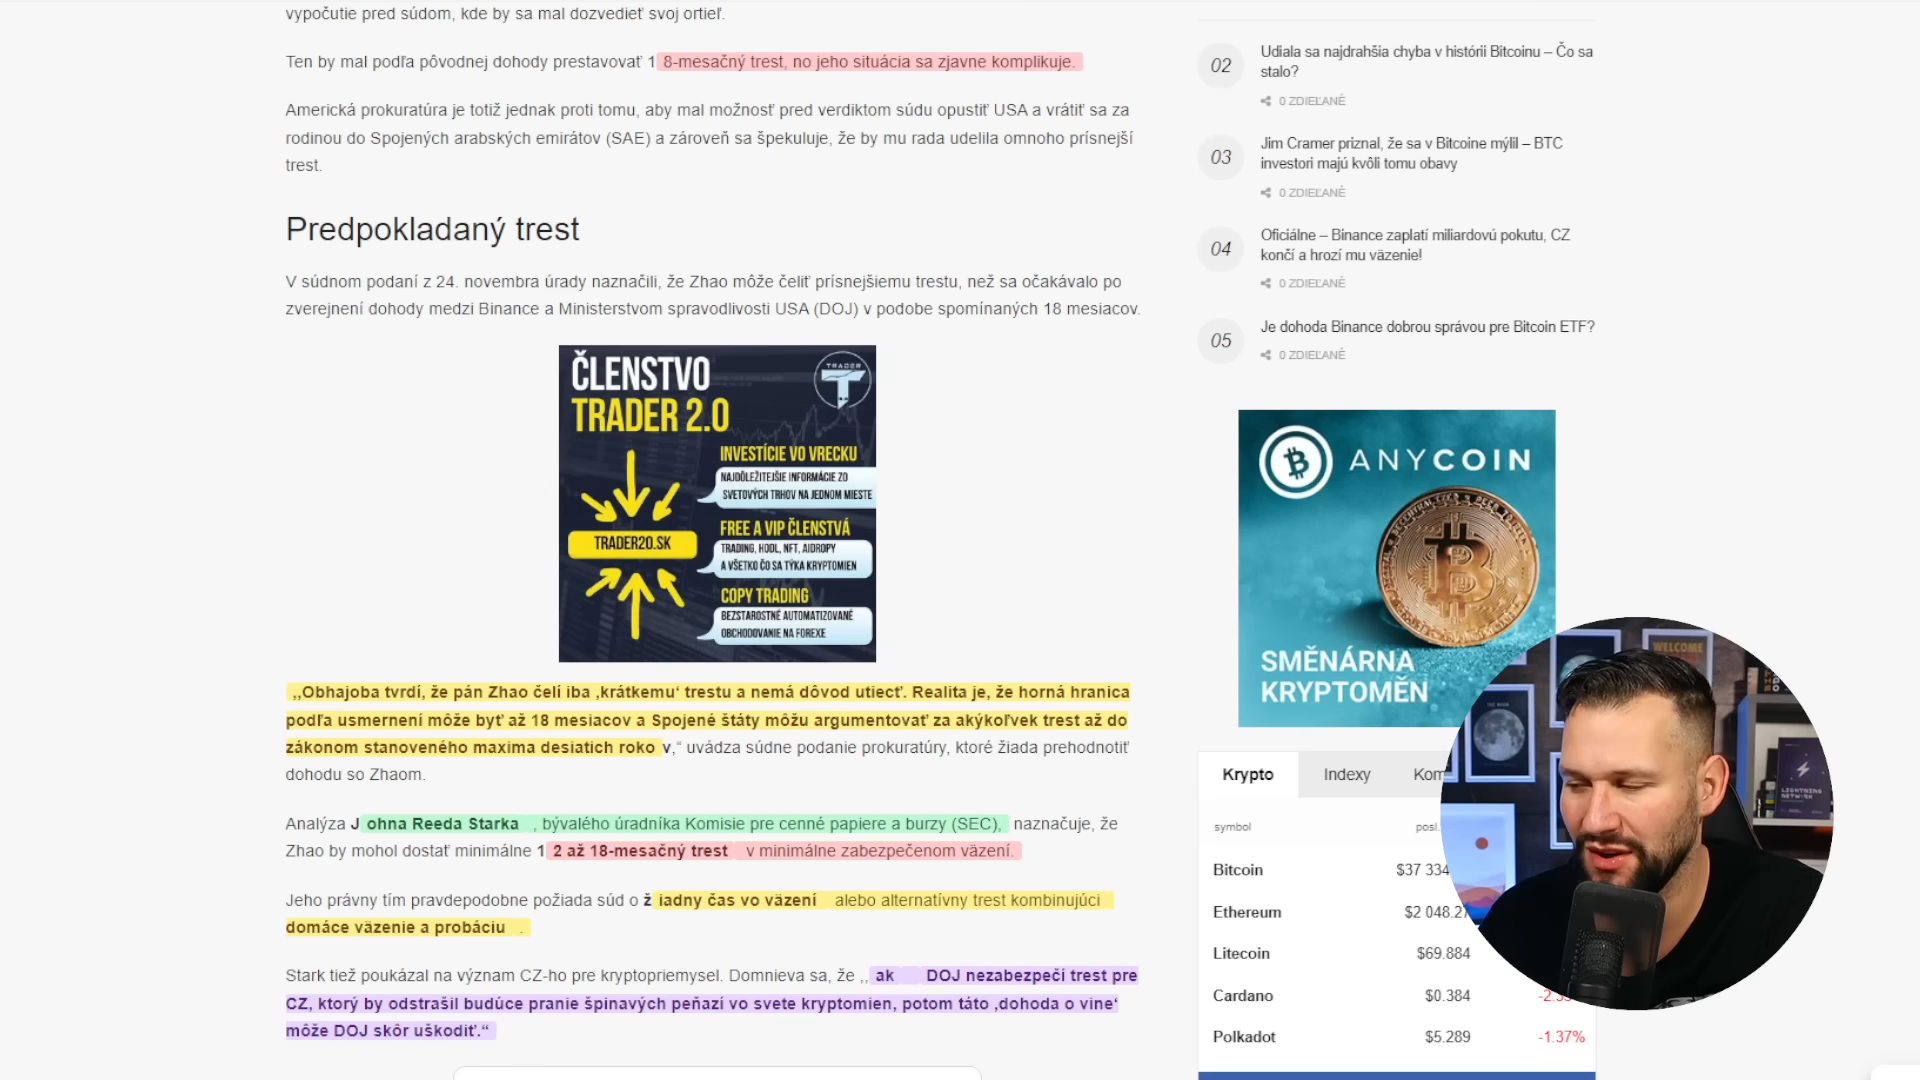 vypočutie pred súdom, kde by sa mal dozvedieť svoj ortieľ.
Ten by mal podľa pôvodnej dohody prestavovať 18-mesačný trest, no jeho situácia sa zjavne komplikuje.
Americká prokuratúra je totiž jednak proti tomu, aby mal možnosť pred verdiktom súdu opustiť USA a vrátiť sa za
rodinou do Spojených arabských emirátov (SAE) a zároveň sa špekuluje, že by mu rada udelila omnoho prísnejší
trest.
Predpokladaný trest
V súdnom podaní z 24. novembra úrady naznačili, že Zhao môže čeliť prísnejšiemu trestu, než sa očakávalo po
zverejnení dohody medzi Binance a Ministerstvom spravodlivosti USA (DOJ) v podobe spomínaných 18 mesiacov.
ČLENSTVO
TRADER 2.0
TRADER
INVESTÍCIE VO VRECKU
NAJDÔLEŽITEJŠIE INFORMÁCIE ZO
SVETOVÝCH TRHOV NA JEDNOM MIESTE
FREE A VIP ČLENSTVÁ
TRADING, HODL, NFT, AIDROPY
A VŠETKO ČO SA TÝKA KRYPTOMIEN
TRADER20.SK
COPY TRADING
BEZSTAROSTNÉ AUTOMATIZOVANÉ
OBCHODOVANIE NA FOREXE
,,Obhajoba tvrdí, že pán Zhao čelí iba ‚krátkemu‘ trestu a nemá dôvod utiecť. Realita je, že horná hranica
podľa usmernení môže byť až 18 mesiacov a Spojené štáty môžu argumentovať za akýkoľvek trest až do
zákonom stanoveného maxima desiatich rokov,“ uvádza súdne podanie prokuratúry, ktoré žiada prehodnotiť
dohodu so Zhaom.
Analýza Johna Reeda Starka, bývalého úradníka Komisie pre cenné papiere a burzy (SEC), naznačuje, že
Zhao by mohol dostať minimálne 12 až 18-mesačný trest v minimálne zabezpečenom väzení.
Jeho právny tím pravdepodobne požiada súd o žiadny čas vo väzení alebo alternatívny trest kombinujúci
domáce väzenie a probáciu.
Stark tiež poukázal na význam CZ-ho pre kryptopriemysel. Domnieva sa, že ,,ak DOJ nezabezpečí trest pre
CZ, ktorý by odstrašil budúce pranie špinavých peňazí vo svete kryptomien, potom táto ‚dohoda o vine‘
môže DOJ skôr uškodiť.“
02
Udiala sa najdrahšia chyba v histórii Bitcoinu – Čo sa
stalo?
0 ZDIEĽANÉ
03
Jim Cramer priznal, že sa v Bitcoine mýlil – BTC
investori majú kvôli tomu obavy
0 ZDIEĽANÉ
04
Oficiálne – Binance zaplatí miliardovú pokutu, CZ
končí a hrozí mu väzenie!
0 ZDIEĽANÉ
05
Je dohoda Binance dobrou správou pre Bitcoin ETF?
0 ZDIEĽANÉ
ANYCOIN
SMĚNÁRNA
KRYPTOMĚN
WELCOME
LIGHTNING
Krypto Indexy Kom
symbol posl.
Bitcoin $37 334
Ethereum $2 048.27
Litecoin $69.884
Cardano $0.384
Polkadot $5.289 -1.37%